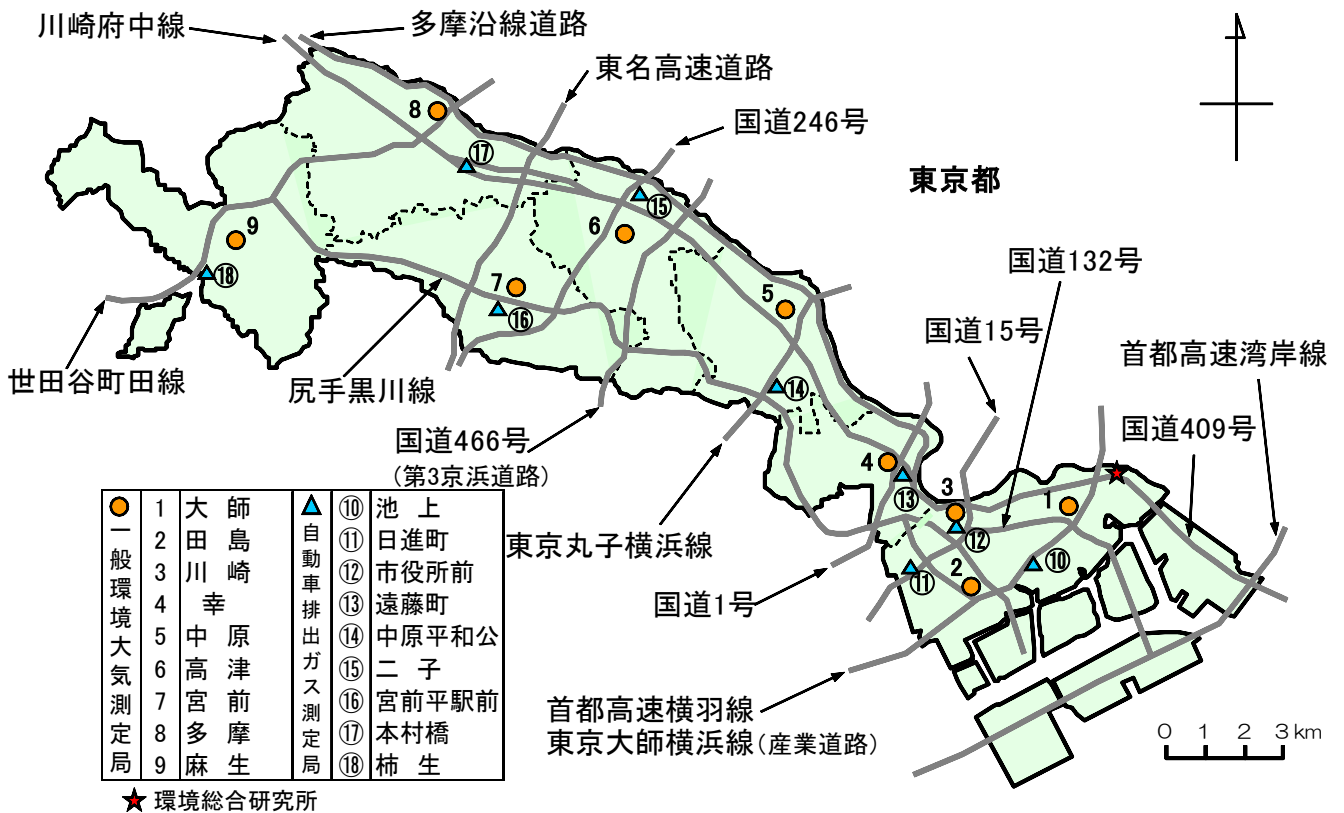 川崎府中線
多摩沿線道路
東名高速道路
国道246号
東京都
8
⑰
⑮
9
6
⑱
7
⑯
5
国道132号
国道15号
首都高速湾岸線
世田谷町田線
尻手黒川線
⑭
国道466号
(第3京浜道路)
国道409号
4
⑬
3
1
⑫
⑪
2
⑩
東京丸子横浜線
国道1号
首都高速横羽線
東京大師横浜線(産業道路)
0 1 2 3 km
一般環境大気測定局
1 大 師
2 田 島
3 川 崎
4 幸
5 中 原
6 高 津
7 宮 前
8 多 摩
9 麻 生
自動車排出ガス測定局
⑩ 池 上
⑪ 日進町
⑫ 市役所前
⑬ 遠藤町
⑭ 中原平和公
⑮ 二 子
⑯ 宮前平駅前
⑰ 本村橋
⑱ 柿 生
環境総合研究所